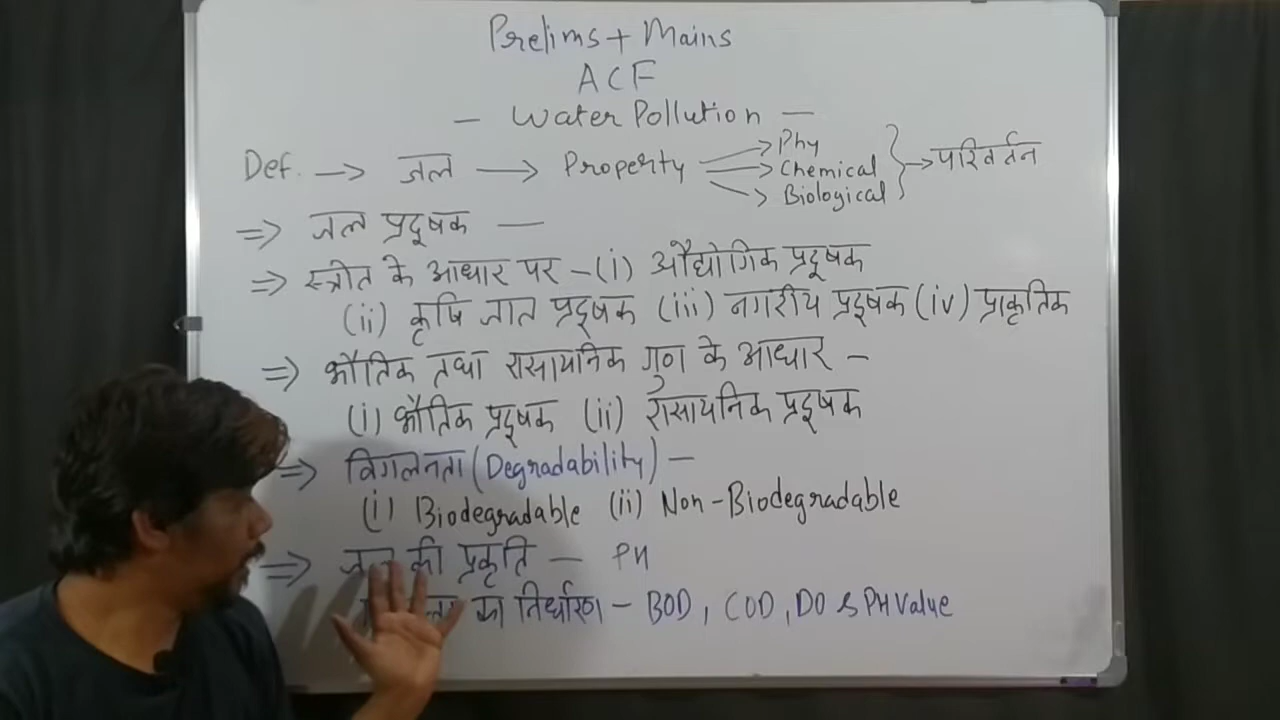 Prelims + Mains
ACF
- Water Pollution -
Def. → जल → Property → Phy → Chemical → Biological } → परिवर्तन
⇒ जल प्रदूषक -
⇒ स्त्रोत के आधार पर - (i) औद्योगिक प्रदूषक
(ii) कृषि जात प्रदूषक (iii) नगरीय प्रदूषक (iv) प्राकृतिक
⇒ भौतिक तथा रासायनिक गुण के आधार -
(i) भौतिक प्रदूषक (ii) रासायनिक प्रदूषक
⇒ विगलनता (Degradability) -
(i) Biodegradable (ii) Non-Biodegradable
⇒ जल की प्रकृति - PH
का निर्धारण - BOD, COD, DO & PH Value